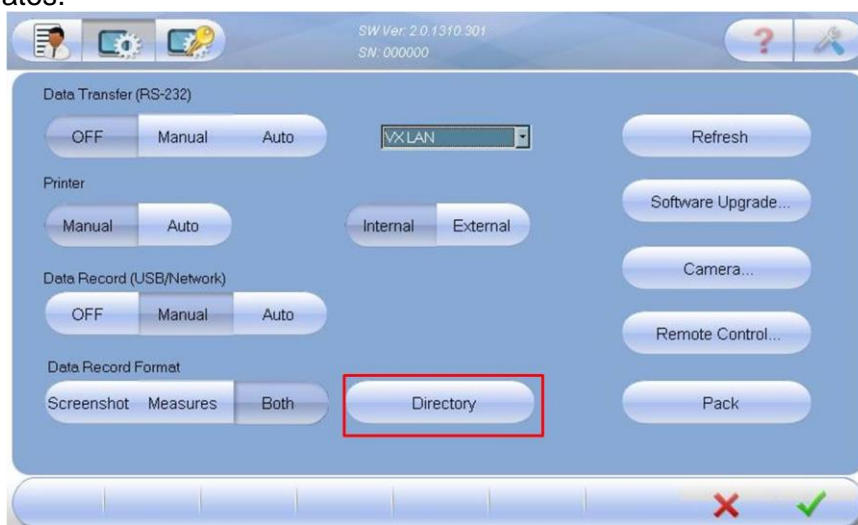 SW Ver: 2.0.1310.301
SN: 000000
Data Transfer (RS-232)
OFF Manual Auto VX LAN Refresh
Printer
Software Upgrade...
Manual Auto Internal External
Camera...
Data Record (USB/Network)
OFF Manual Auto
Remote Control...
Data Record Format
Screenshot Measures Both Directory Pack